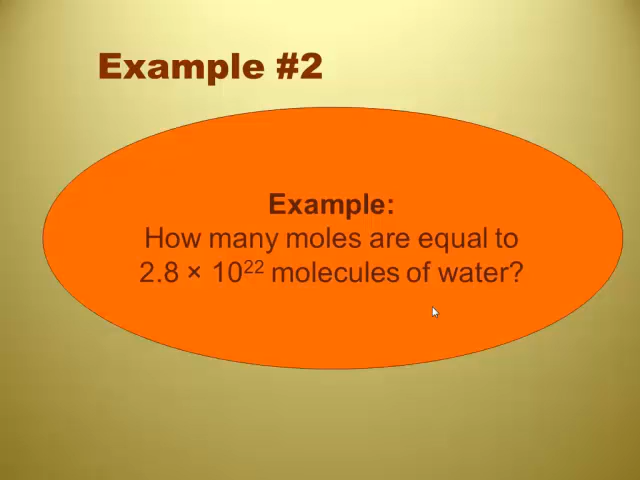 Example #2
Example:
How many moles are equal to
2.8 × 10²² molecules of water?